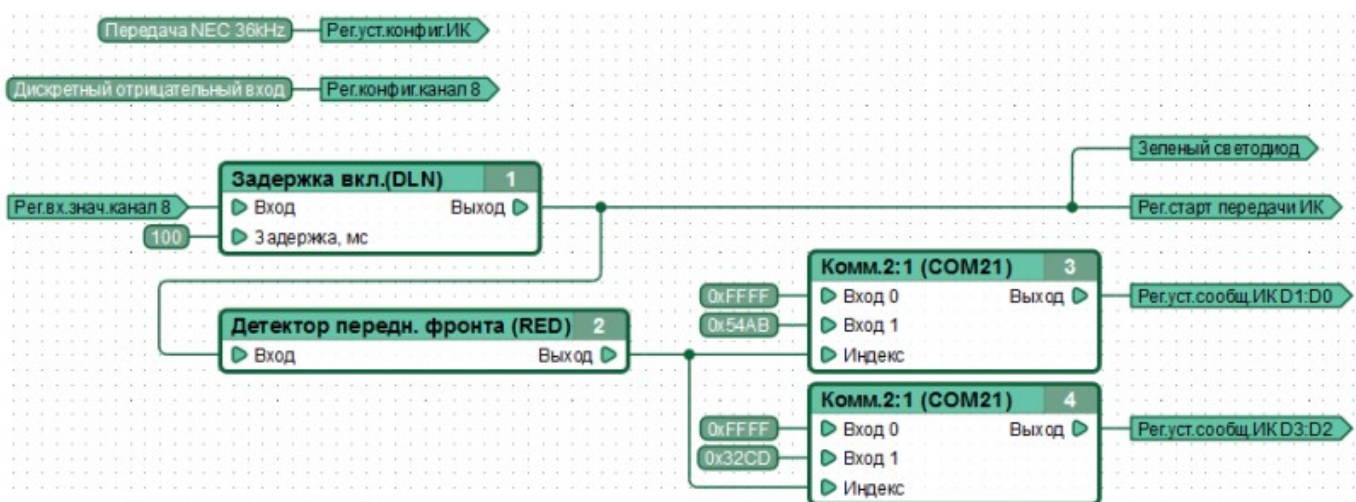 Передача NEC 36kHz
Рег.уст.конфиг.ИК
Дискретный отрицательный вход
Рег.конфиг.канал 8
Зеленый светодиод
Задержка вкл.(DLN) 1
Рег.вх.знач.канал 8
Вход
Выход
Рег.старт передачи ИК
100
Задержка, мс
Комм.2:1 (COM21) 3
0xFFFF
Вход 0
Выход
Рег.уст.сообщ.ИК D1:D0
Детектор передн. фронта (RED) 2
0x54AB
Вход 1
Вход
Выход
Индекс
Комм.2:1 (COM21) 4
0xFFFF
Вход 0
Выход
Рег.уст.сообщ.ИК D3:D2
0x32CD
Вход 1
Индекс